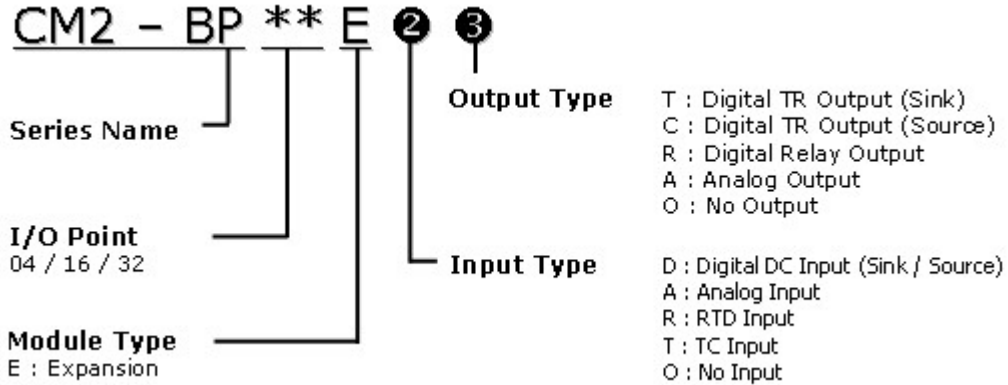 CM2 - BP ** E ❷ ❸
Series Name
I/O Point
04 / 16 / 32
Module Type
E : Expansion
Output Type
T : Digital TR Output (Sink)
C : Digital TR Output (Source)
R : Digital Relay Output
A : Analog Output
O : No Output
Input Type
D : Digital DC Input (Sink / Source)
A : Analog Input
R : RTD Input
T : TC Input
O : No Input